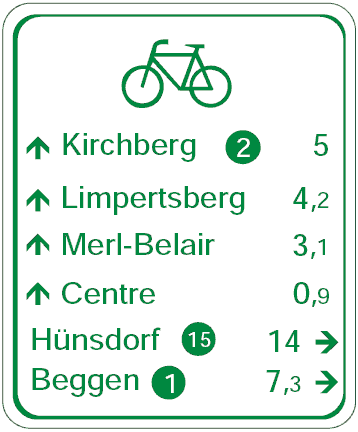 ↑ Kirchberg 2 5
↑ Limpertsberg 4,2
↑ Merl-Belair 3,1
↑ Centre 0,9
Hünsdorf 15 14 →
Beggen 1 7,3 →